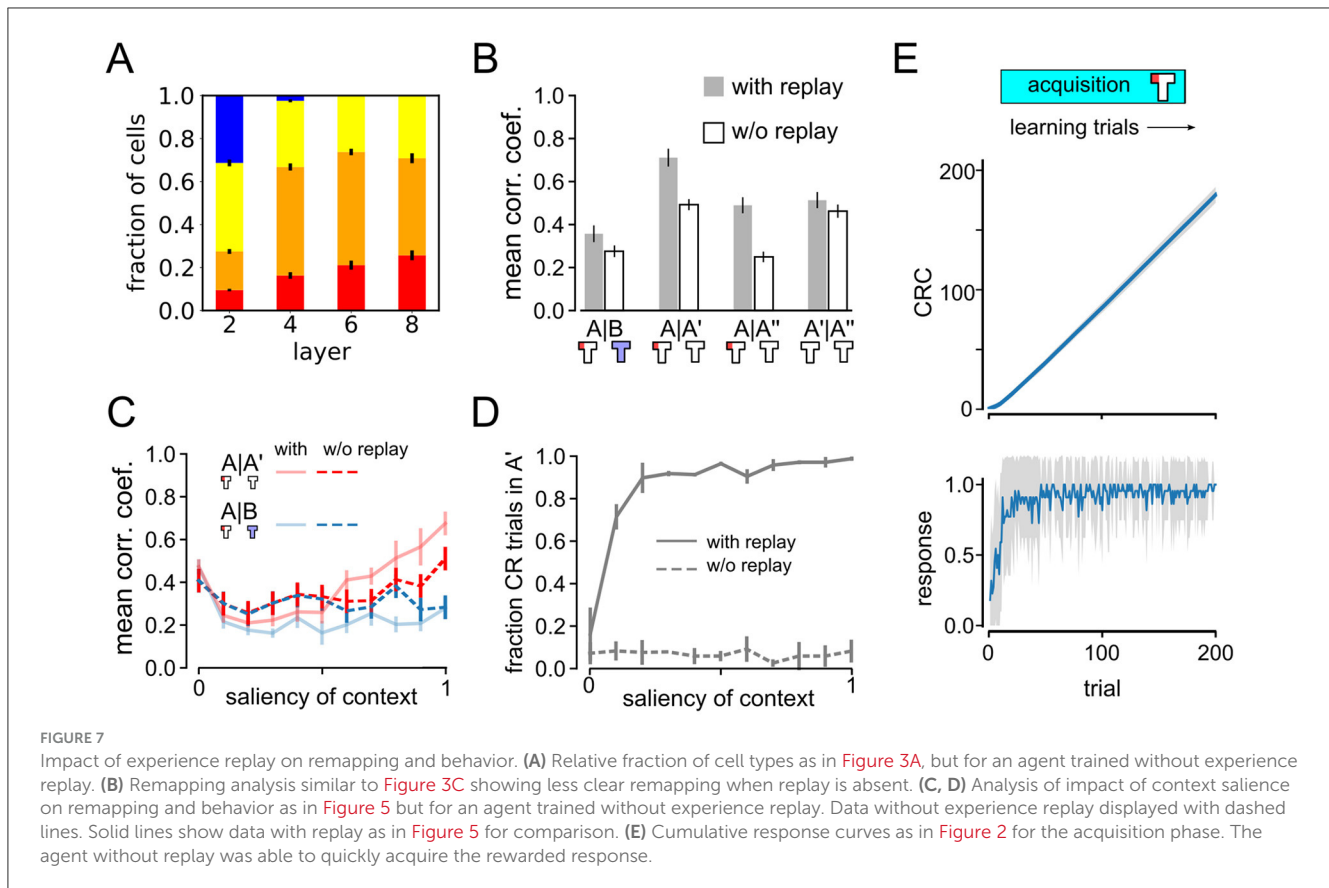 A
fraction of cells
1.0
0.8
0.6
0.4
0.2
0.0
2 4 6 8
layer
B
with replay
w/o replay
mean corr. coef.
1.0
0.8
0.6
0.4
0.2
0.0
A|B A|A' A|A" A'|A"
C
with w/o replay
A|A'
A|B
mean corr. coef.
1.0
0.8
0.6
0.4
0.2
0.0
0 1
saliency of context
D
fraction CR trials in A'
1.0
0.8
0.6
0.4
0.2
0.0
with replay
w/o replay
0 1
saliency of context
E
acquisition
learning trials
CRC
200
100
0
response
1.0
0.5
0.0
0 100 200
trial
FIGURE 7
Impact of experience replay on remapping and behavior. (A) Relative fraction of cell types as in Figure 3A, but for an agent trained without experience
replay. (B) Remapping analysis similar to Figure 3C showing less clear remapping when replay is absent. (C, D) Analysis of impact of context salience
on remapping and behavior as in Figure 5 but for an agent trained without experience replay. Data without experience replay displayed with dashed
lines. Solid lines show data with replay as in Figure 5 for comparison. (E) Cumulative response curves as in Figure 2 for the acquisition phase. The
agent without replay was able to quickly acquire the rewarded response.